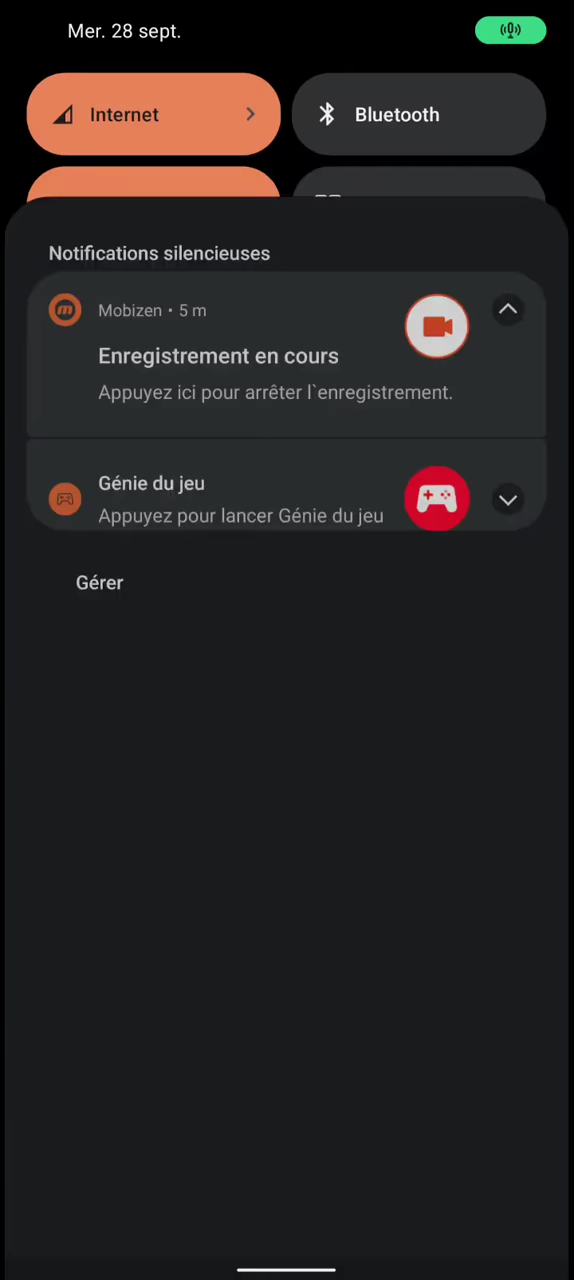 Mer. 28 sept.
Internet
Bluetooth
Notifications silencieuses
Mobizen • 5 m
Enregistrement en cours
Appuyez ici pour arrêter l`enregistrement.
Génie du jeu
Appuyez pour lancer Génie du jeu
Gérer